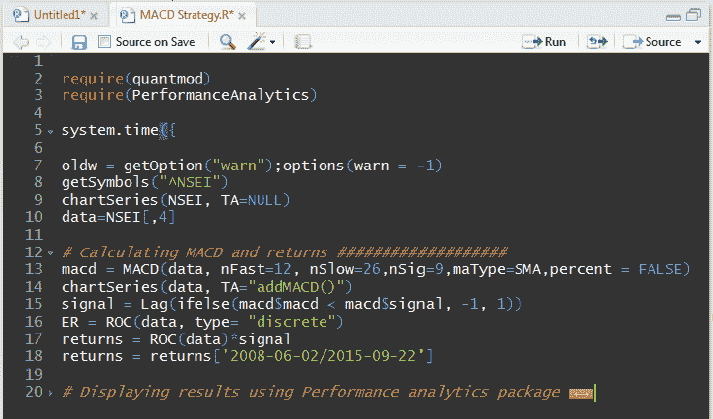 Untitled1* MACD Strategy.R*
Source on Save Run Source
1
2 require(quantmod)
3 require(PerformanceAnalytics)
4
5 system.time({
6
7 oldw = getOption("warn");options(warn = -1)
8 getSymbols("^NSEI")
9 chartSeries(NSEI, TA=NULL)
10 data=NSEI[,4]
11
12 # Calculating MACD and returns ###################
13 macd = MACD(data, nFast=12, nSlow=26,nSig=9,maType=SMA,percent = FALSE)
14 chartSeries(data, TA="addMACD()")
15 signal = Lag(ifelse(macd$macd < macd$signal, -1, 1))
16 ER = ROC(data, type= "discrete")
17 returns = ROC(data)*signal
18 returns = returns['2008-06-02/2015-09-22']
19
20 # Displaying results using Performance analytics package